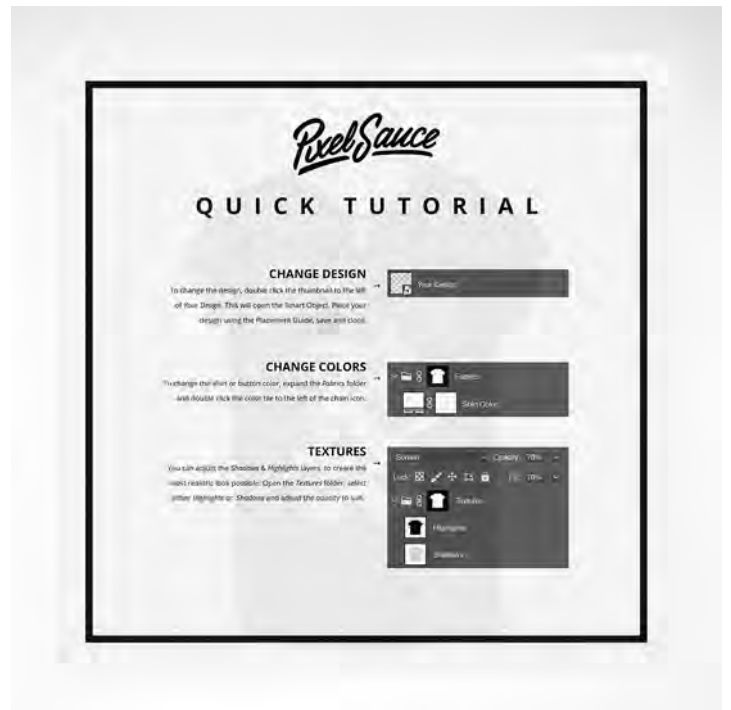 PixelSauce
QUICK TUTORIAL
CHANGE DESIGN
To change the design, double click the thumbnail to the left
of Your Design. This will open the Smart Object. Place your
design using the Placement Guide, save and close.
Your Design
CHANGE COLORS
To change the shirt or button color, expand the Fabrics folder
and double click the color tile to the left of the chain icon.
Shirt Color
TEXTURES
You can adjust the Shadows & Highlights layers, to create the
most realistic look possible. Open the Textures folder, select
either Highlights or Shadows and adjust the opacity to suit.
Screen
Opacity: 70%
Lock:
70%
Textures
Highlights
Shadows